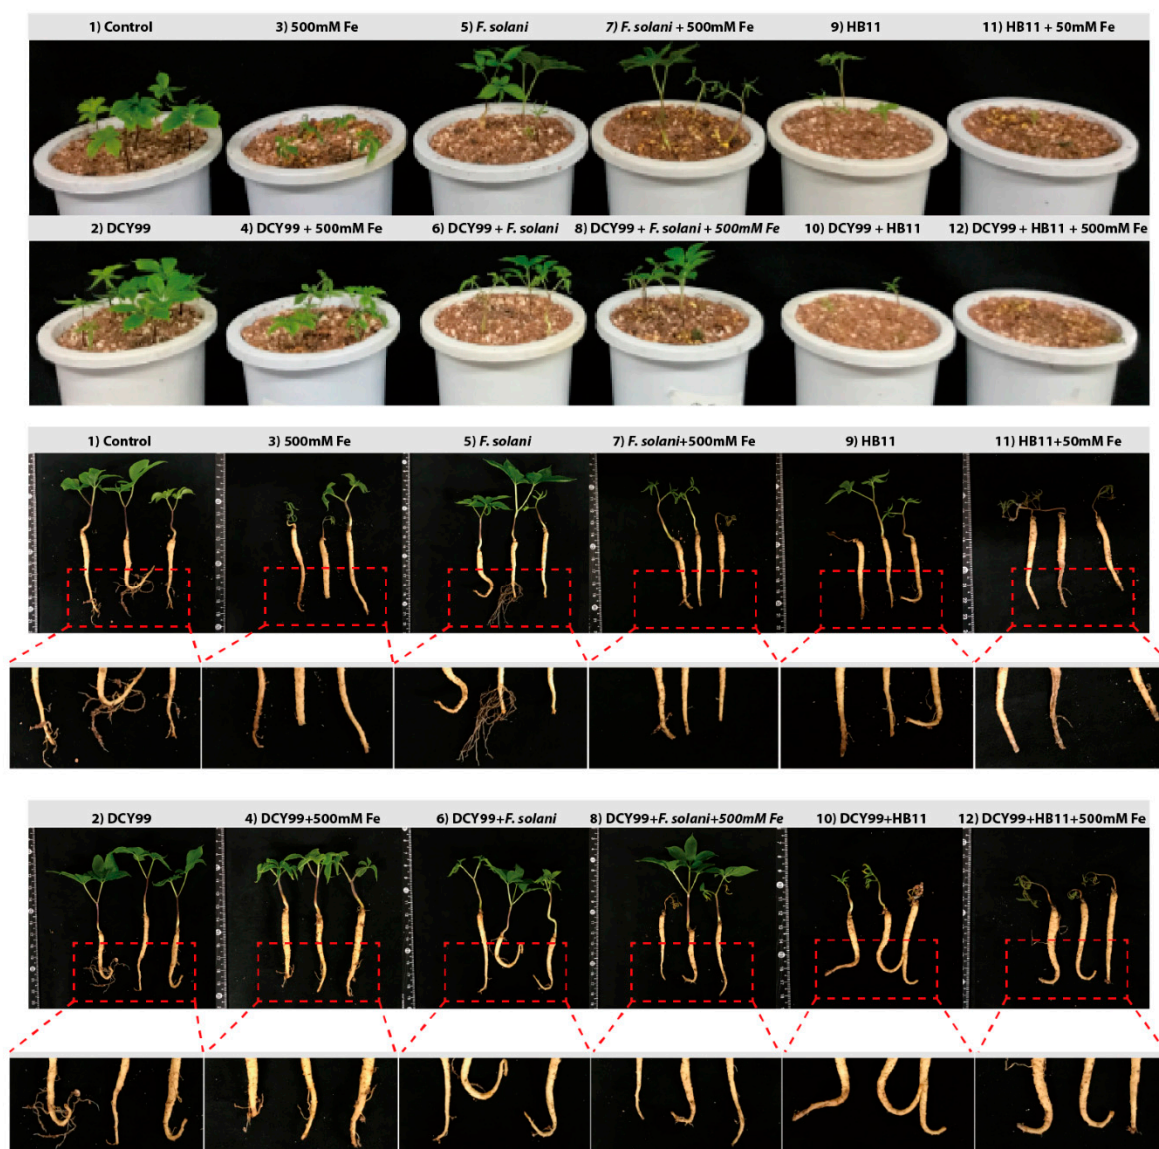 1) Control 3) 500mM Fe 5) F. solani 7) F. solani + 500mM Fe 9) HB11 11) HB11 + 50mM Fe
2) DCY99 4) DCY99 + 500mM Fe 6) DCY99 + F. solani 8) DCY99 + F. solani + 500mM Fe 10) DCY99 + HB11 12) DCY99 + HB11 + 500mM Fe
1) Control 3) 500mM Fe 5) F. solani 7) F. solani+500mM Fe 9) HB11 11) HB11+50mM Fe
2) DCY99 4) DCY99+500mM Fe 6) DCY99+F. solani 8) DCY99+F. solani+500mM Fe 10) DCY99+HB11 12) DCY99+HB11+500mM Fe